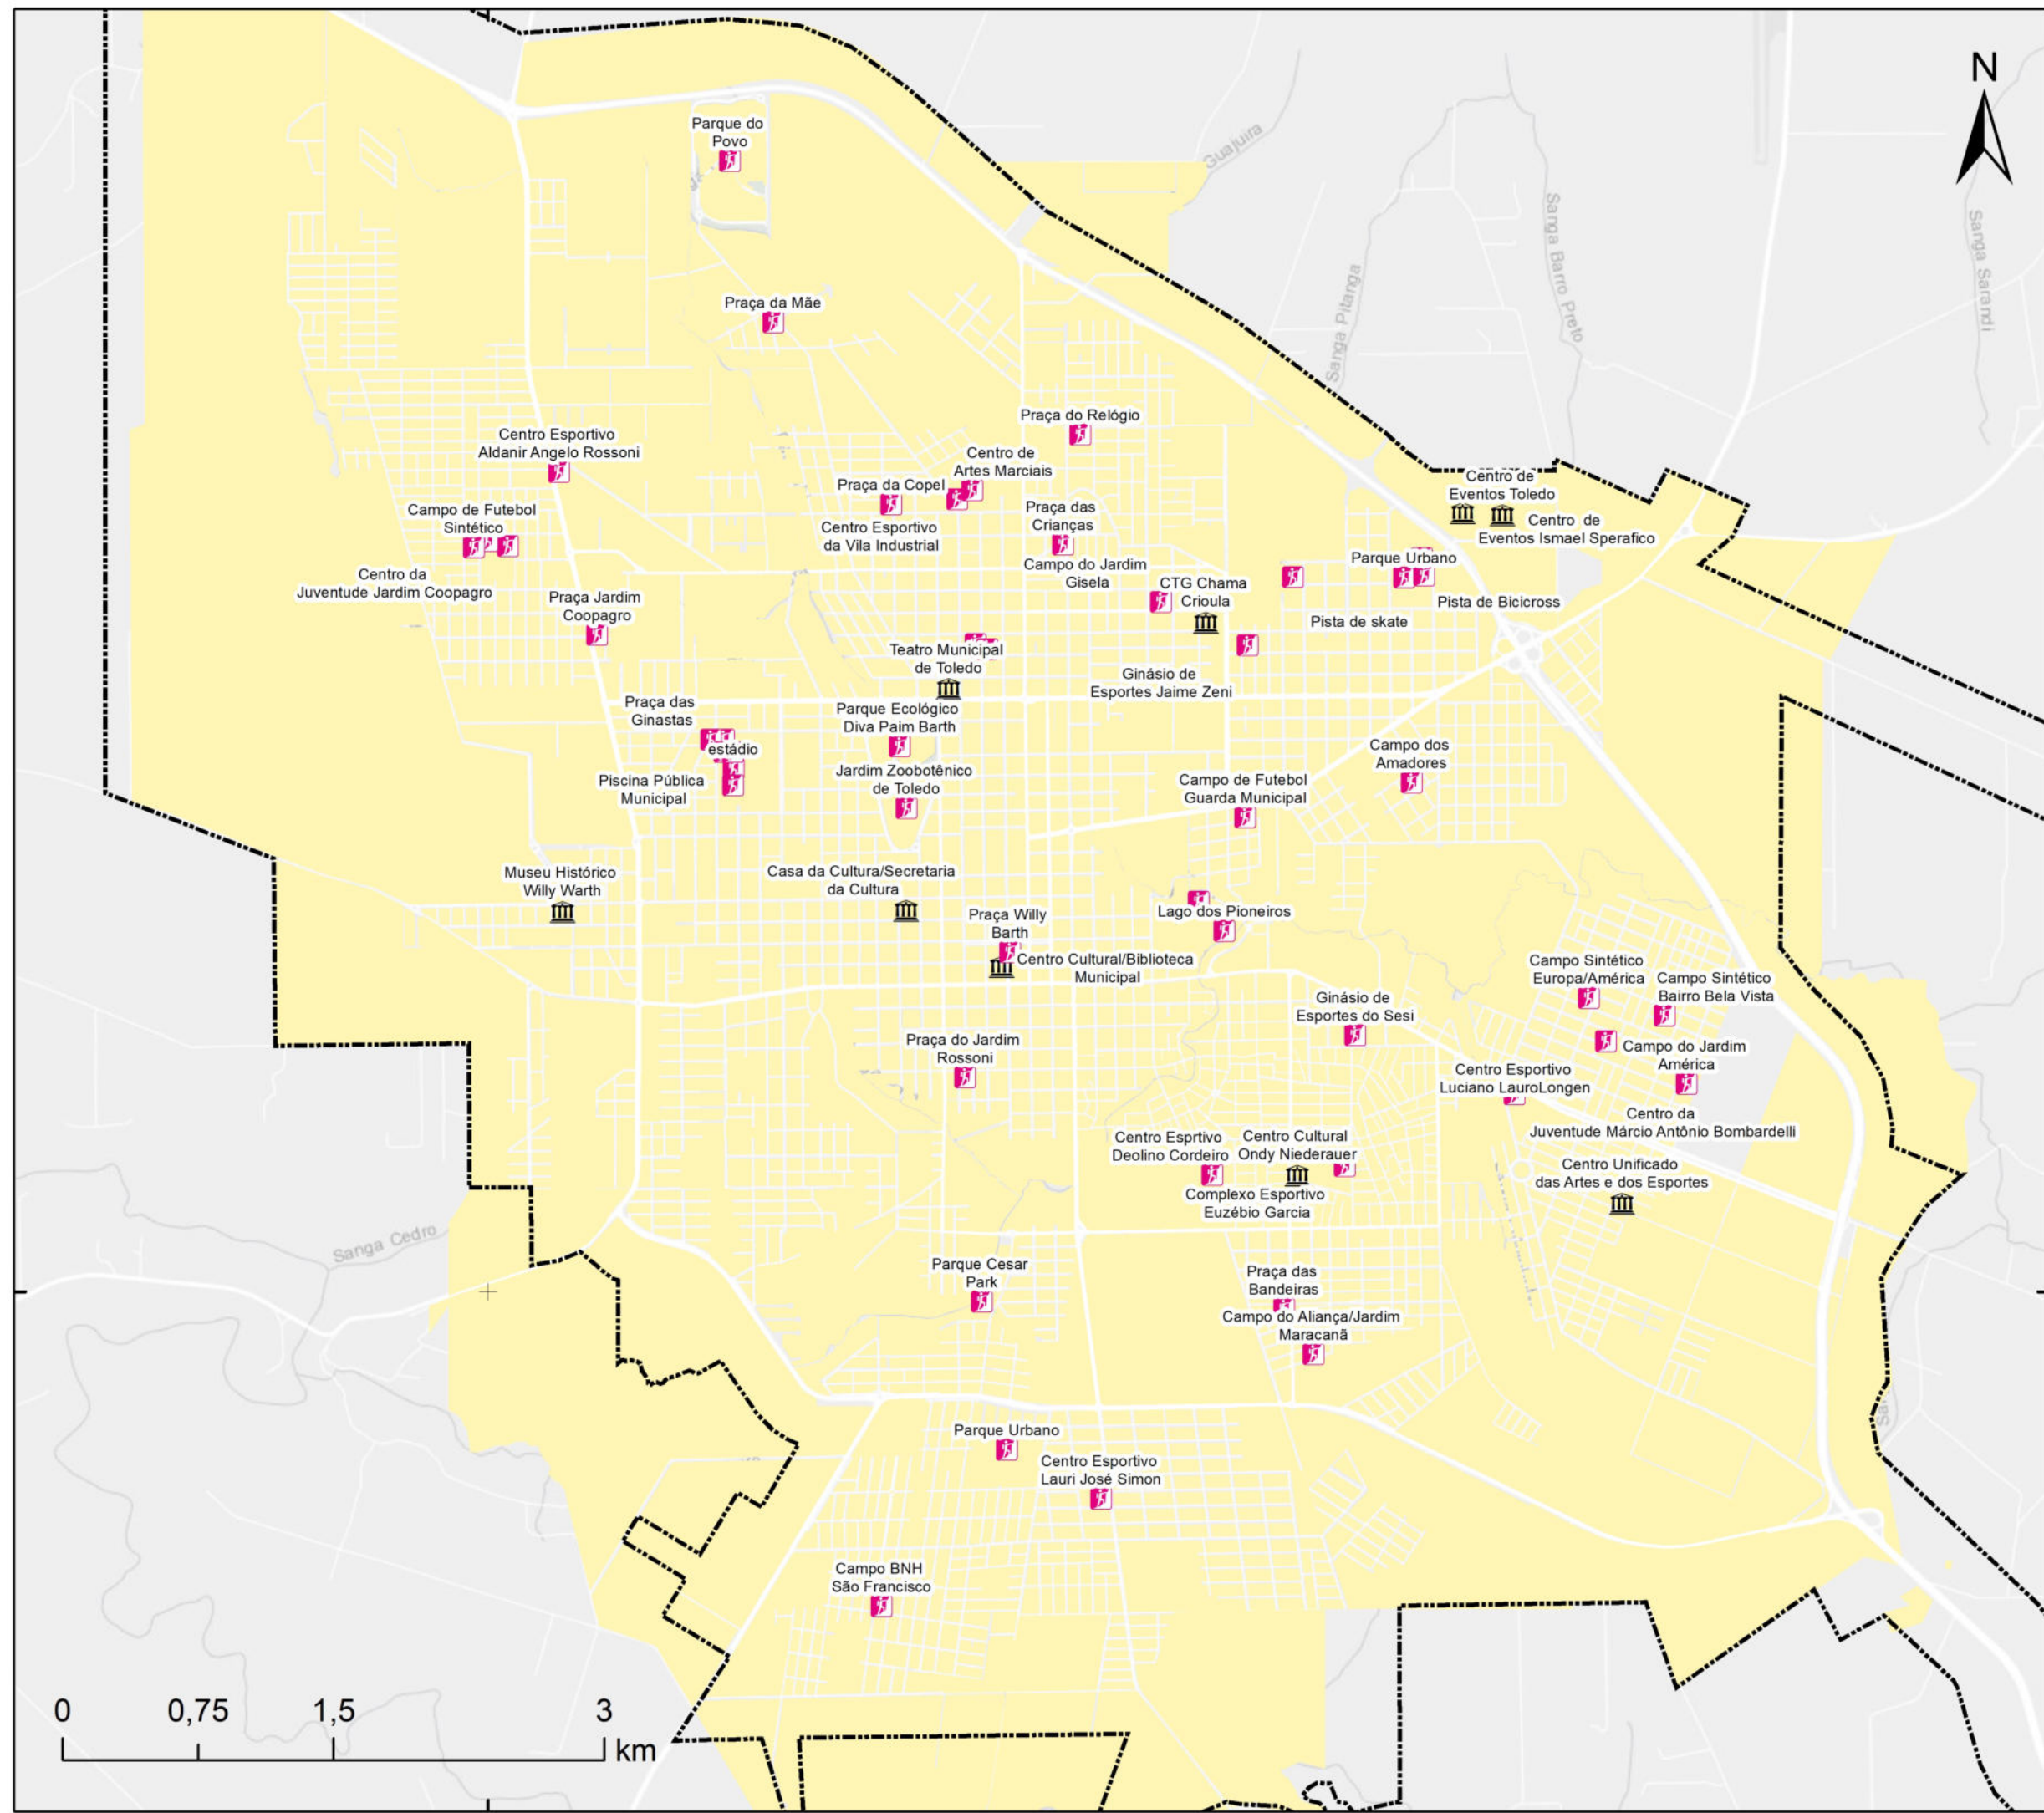 N
Guajuira
Sanga Pitanga
Sanga Barro Preto
Sanga Sarandi
Parque do
Povo
Praça da Mãe
Praça do Relógio
Centro Esportivo
Aldanir Angelo Rossoni
Centro de
Artes Marciais
Praça da Copel
Centro Esportivo
da Vila Industrial
Praça das
Crianças
Campo do Jardim
Gisela
Centro de
Eventos Toledo
Centro de
Eventos Ismael Sperafico
Campo de Futebol
Sintético
Centro da
Juventude Jardim Coopagro
Praça Jardim
Coopagro
CTG Chama
Crioula
Parque Urbano
Pista de Bicicross
Pista de skate
Teatro Municipal
de Toledo
Ginásio de
Esportes Jaime Zeni
Praça das
Ginastas
estádio
Piscina Pública
Municipal
Parque Ecológico
Diva Paim Barth
Jardim Zoobotênico
de Toledo
Campo dos
Amadores
Campo de Futebol
Guarda Municipal
Museu Histórico
Willy Warth
Casa da Cultura/Secretaria
da Cultura
Praça Willy
Barth
Lago dos Pioneiros
Centro Cultural/Biblioteca
Municipal
Campo Sintético
Europa/América
Campo Sintético
Bairro Bela Vista
Ginásio de
Esportes do Sesi
Praça do Jardim
Rossoni
Campo do Jardim
América
Centro Esportivo
Luciano LauroLongen
Centro da
Juventude Márcio Antônio Bombardelli
Centro Esprtivo
Deolino Cordeiro
Centro Cultural
Ondy Niederauer
Complexo Esportivo
Euzébio Garcia
Centro Unificado
das Artes e dos Esportes
Sanga Cedro
Parque Cesar
Park
Praça das
Bandeiras
Campo do Aliança/Jardim
Maracanã
Parque Urbano
Centro Esportivo
Lauri José Simon
Campo BNH
São Francisco
0 0,75 1,5 3
km